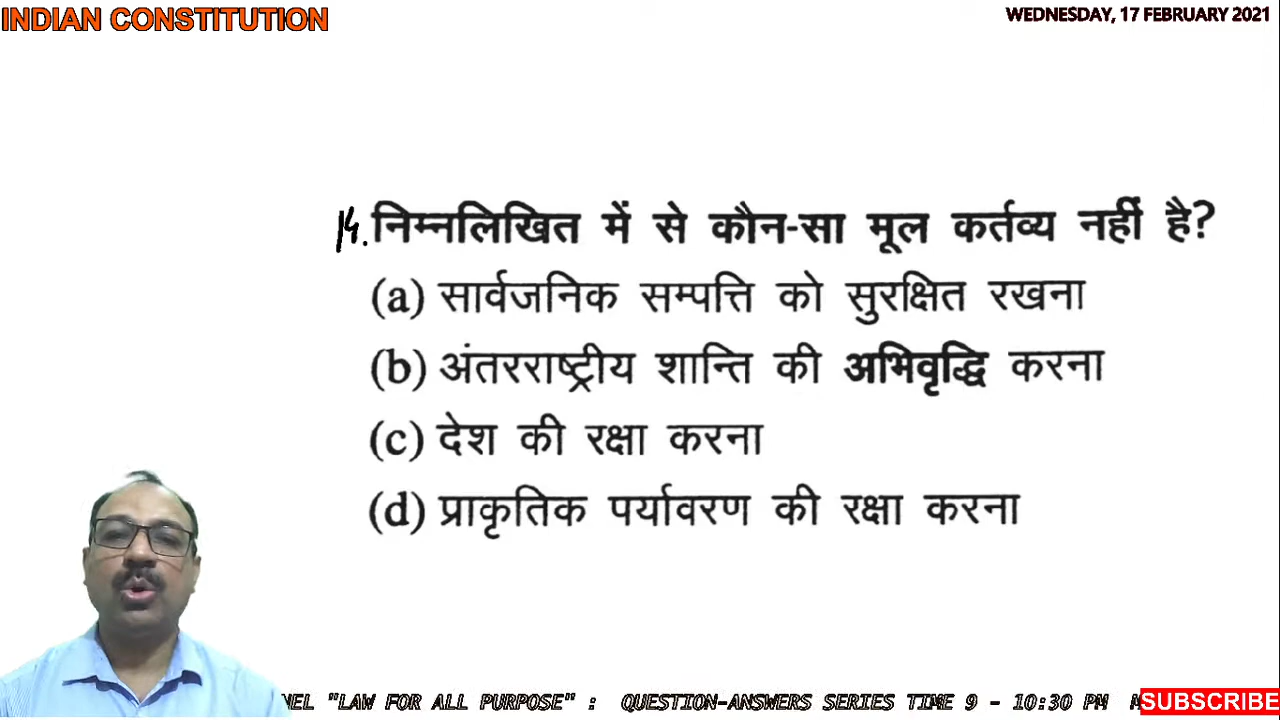 INDIAN CONSTITUTION
WEDNESDAY, 17 FEBRUARY 2021
14. निम्नलिखित में से कौन-सा मूल कर्तव्य नहीं है?
(a) सार्वजनिक सम्पत्ति को सुरक्षित रखना
(b) अंतरराष्ट्रीय शान्ति की अभिवृद्धि करना
(c) देश की रक्षा करना
(d) प्राकृतिक पर्यावरण की रक्षा करना
"LAW FOR ALL PURPOSE" : QUESTION-ANSWERS SERIES TIME 9 - 10:30 PM
SUBSCRIBE